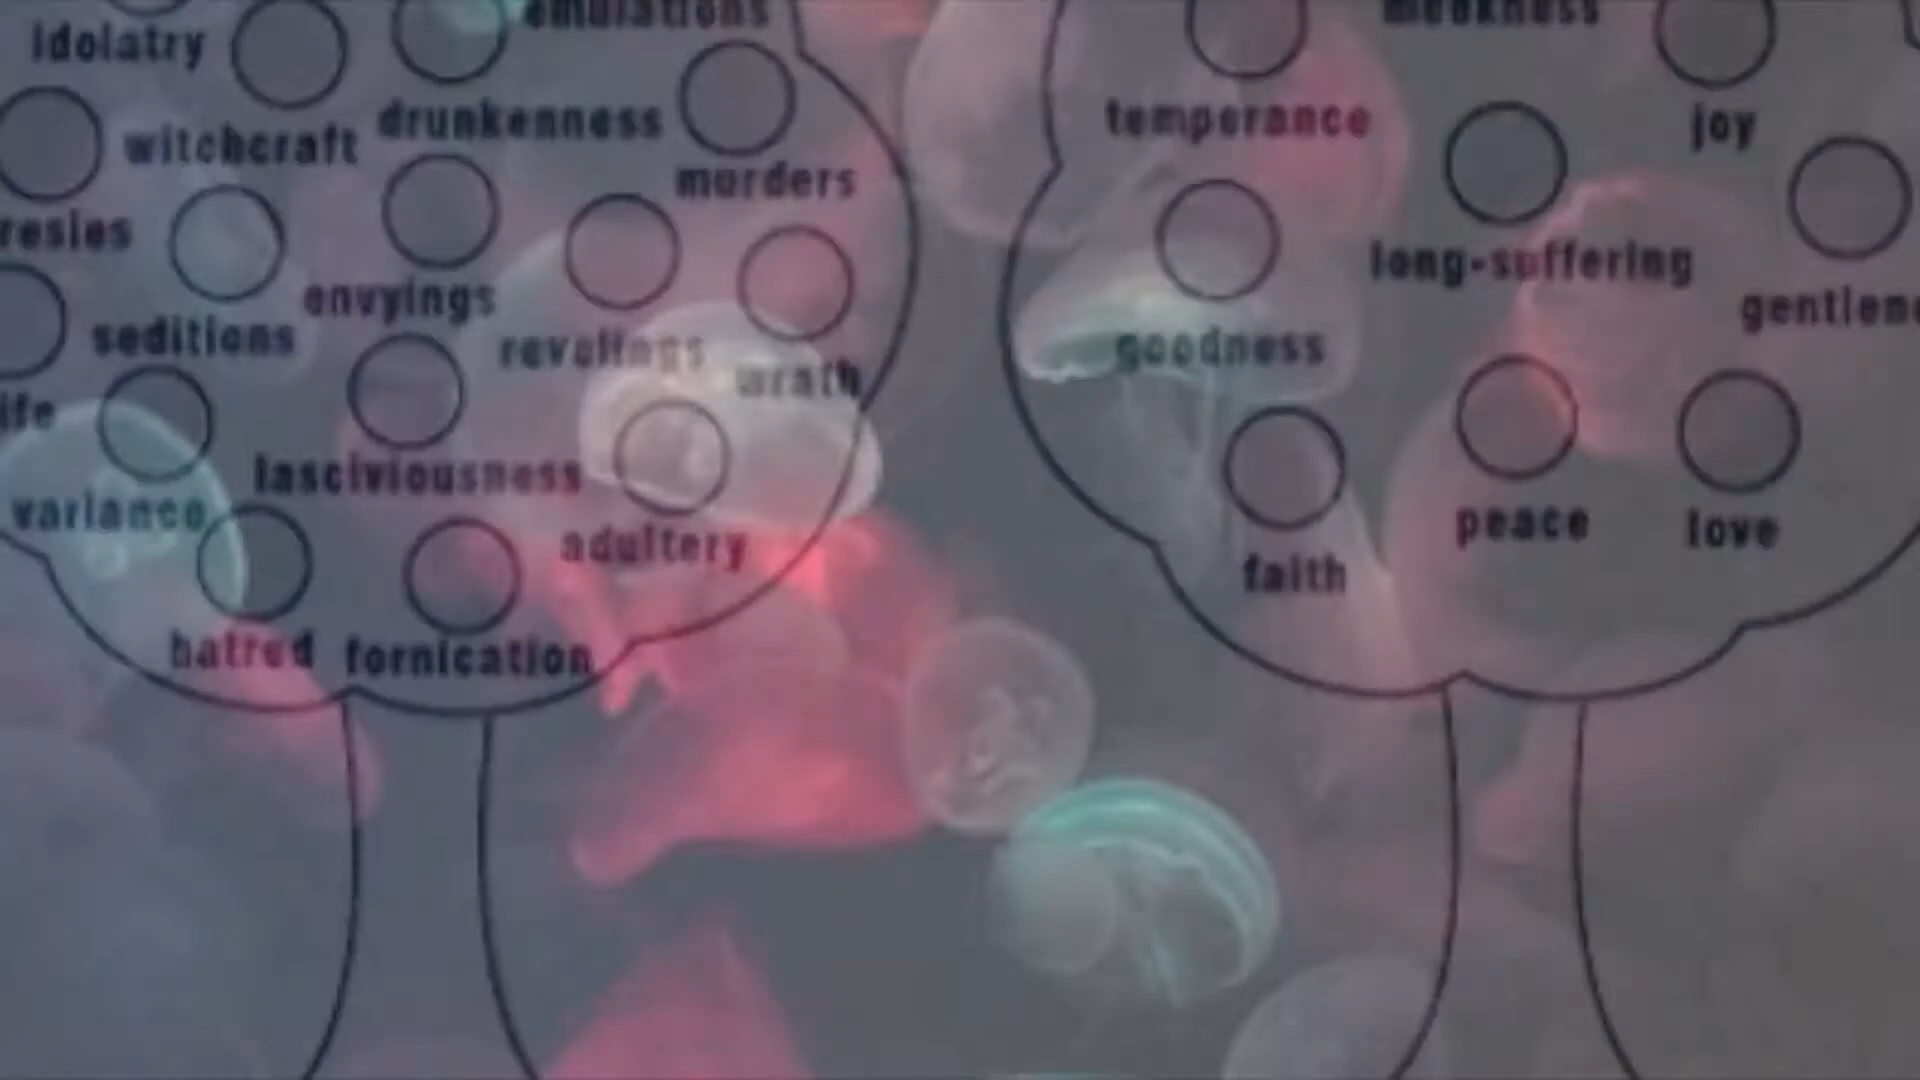 idolatry
emulations
witchcraft
drunkenness
murders
resies
envyings
seditions
revelings
wrath
ife
lasciviousness
variance
adultery
hatred
fornication
meekness
temperance
joy
long-suffering
gentlene
goodness
peace
love
faith